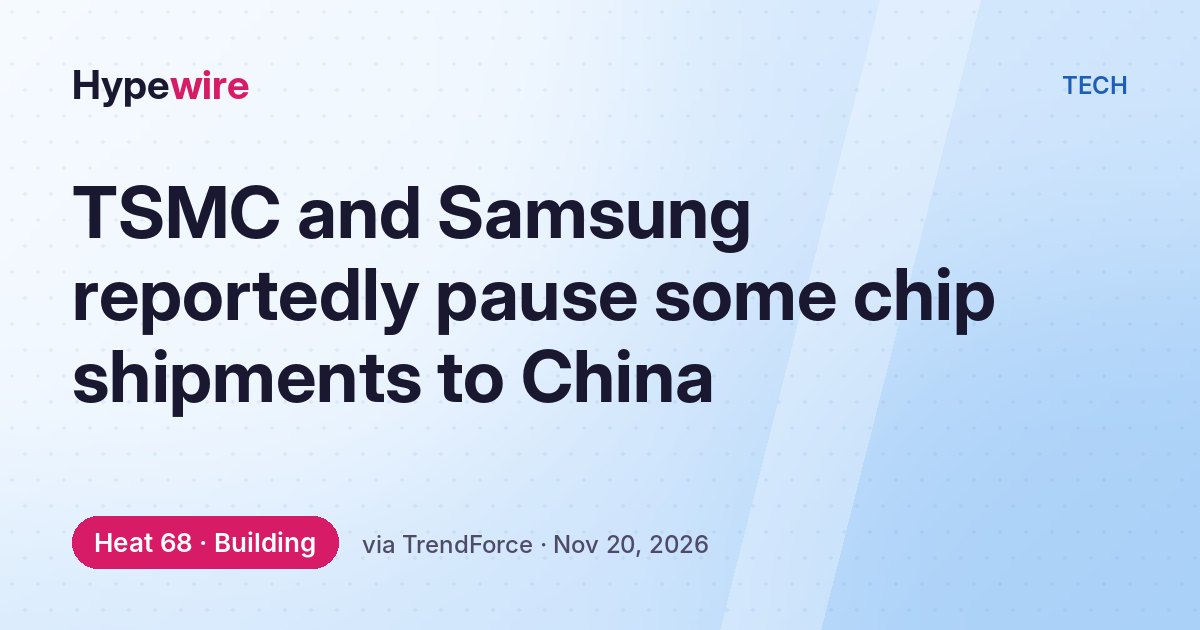 Hypewire
TECH
TSMC and Samsung
reportedly pause some chip
shipments to China
Heat 68 · Building
via TrendForce · Nov 20, 2026